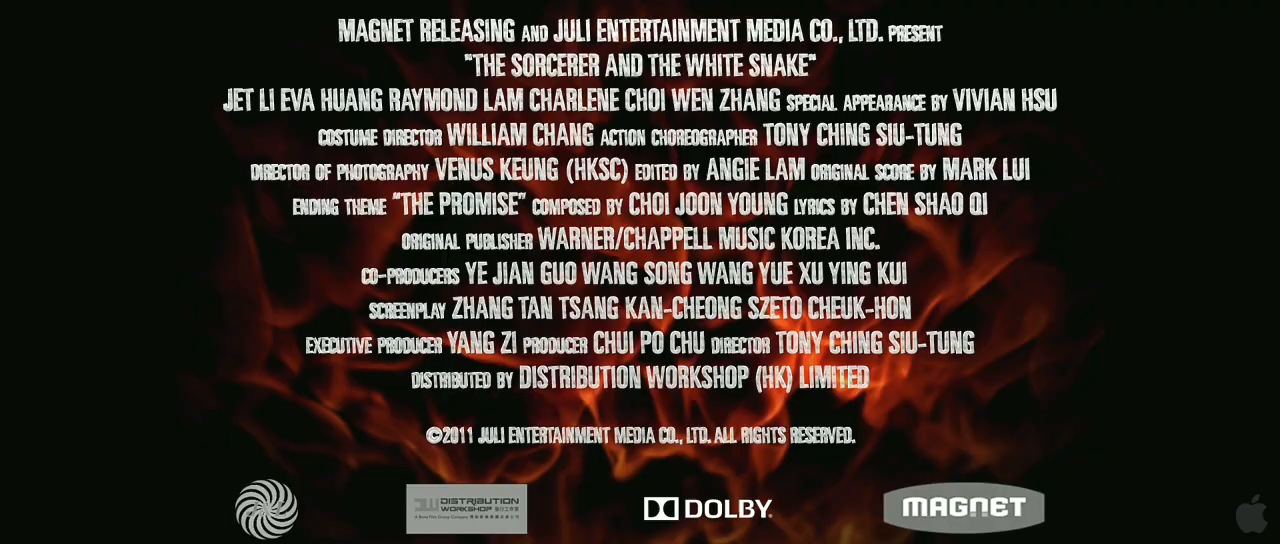 MAGNET RELEASING AND JULI ENTERTAINMENT MEDIA CO., LTD. PRESENT
"THE SORCERER AND THE WHITE SNAKE"
JET LI EVA HUANG RAYMOND LAM CHARLENE CHOI WEN ZHANG SPECIAL APPEARANCE BY VIVIAN HSU
COSTUME DIRECTOR WILLIAM CHANG ACTION CHOREOGRAPHER TONY CHING SIU-TUNG
DIRECTOR OF PHOTOGRAPHY VENUS KEUNG (HKSC) EDITED BY ANGIE LAM ORIGINAL SCORE BY MARK LUI
ENDING THEME "THE PROMISE" COMPOSED BY CHOI JOON YOUNG LYRICS BY CHEN SHAO QI
ORIGINAL PUBLISHER WARNER/CHAPPELL MUSIC KOREA INC.
CO-PRODUCERS YE JIAN GUO WANG SONG WANG YUE XU YING KUI
SCREENPLAY ZHANG TAN TSANG KAN-CHEONG SZETO CHEUK-HON
EXECUTIVE PRODUCER YANG ZI PRODUCER CHUI PO CHU DIRECTOR TONY CHING SIU-TUNG
DISTRIBUTED BY DISTRIBUTION WORKSHOP (HK) LIMITED
©2011 JULI ENTERTAINMENT MEDIA CO., LTD. ALL RIGHTS RESERVED.
DISTRIBUTION
WORKSHOP
DOLBY
MAGNET